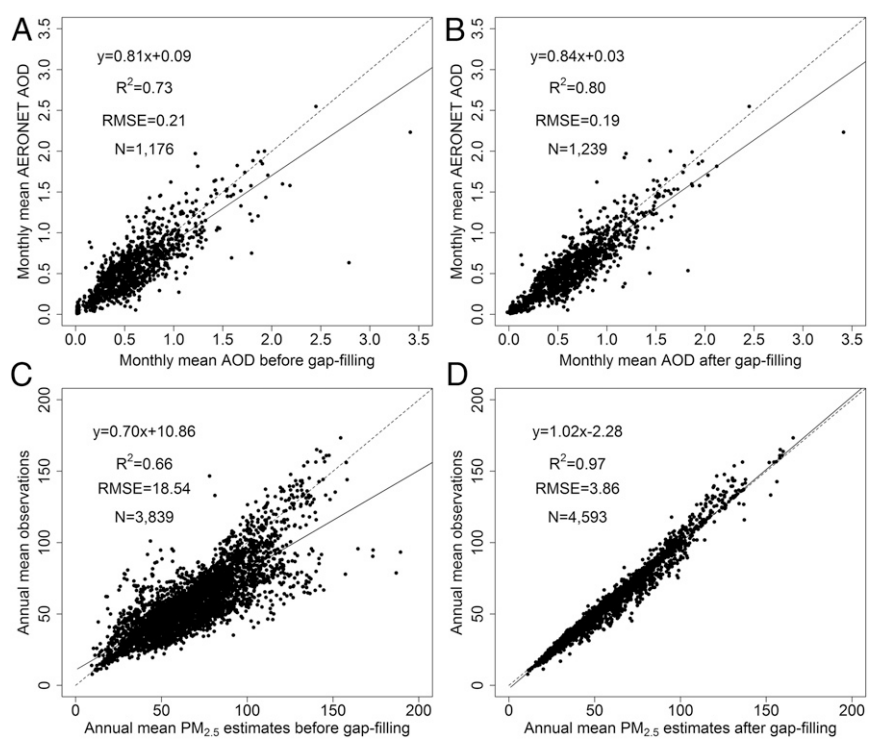 A
y=0.81x+0.09
R²=0.73
RMSE=0.21
N=1,176
Monthly mean AERONET AOD
0.0 0.5 1.0 1.5 2.0 2.5 3.0 3.5
0.0 0.5 1.0 1.5 2.0 2.5 3.0 3.5
Monthly mean AOD before gap-filling
B
y=0.84x+0.03
R²=0.80
RMSE=0.19
N=1,239
Monthly mean AERONET AOD
0.0 0.5 1.0 1.5 2.0 2.5 3.0 3.5
0.0 0.5 1.0 1.5 2.0 2.5 3.0 3.5
Monthly mean AOD after gap-filling
C
y=0.70x+10.86
R²=0.66
RMSE=18.54
N=3,839
Annual mean observations
0 50 100 150 200
0 50 100 150 200
Annual mean PM₂.₅ estimates before gap-filling
D
y=1.02x-2.28
R²=0.97
RMSE=3.86
N=4,593
Annual mean observations
0 50 100 150 200
0 50 100 150 200
Annual mean PM₂.₅ estimates after gap-filling